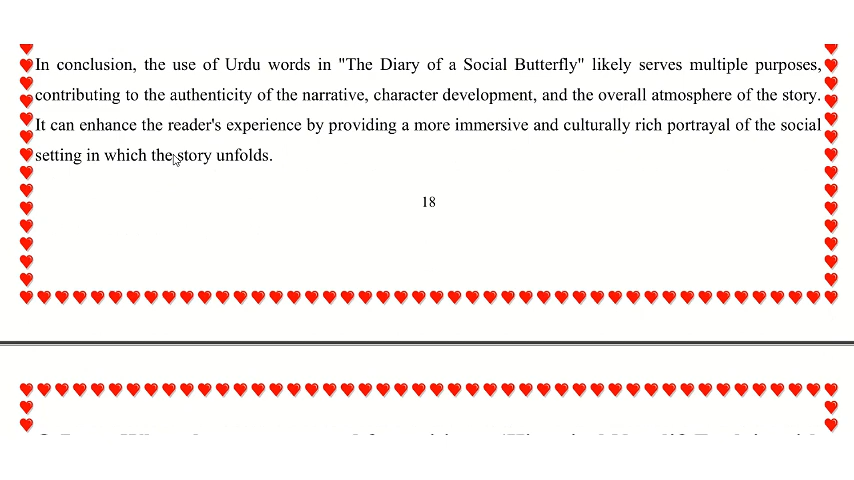 In conclusion, the use of Urdu words in "The Diary of a Social Butterfly" likely serves multiple purposes,
contributing to the authenticity of the narrative, character development, and the overall atmosphere of the story.
It can enhance the reader's experience by providing a more immersive and culturally rich portrayal of the social
setting in which the story unfolds.
18